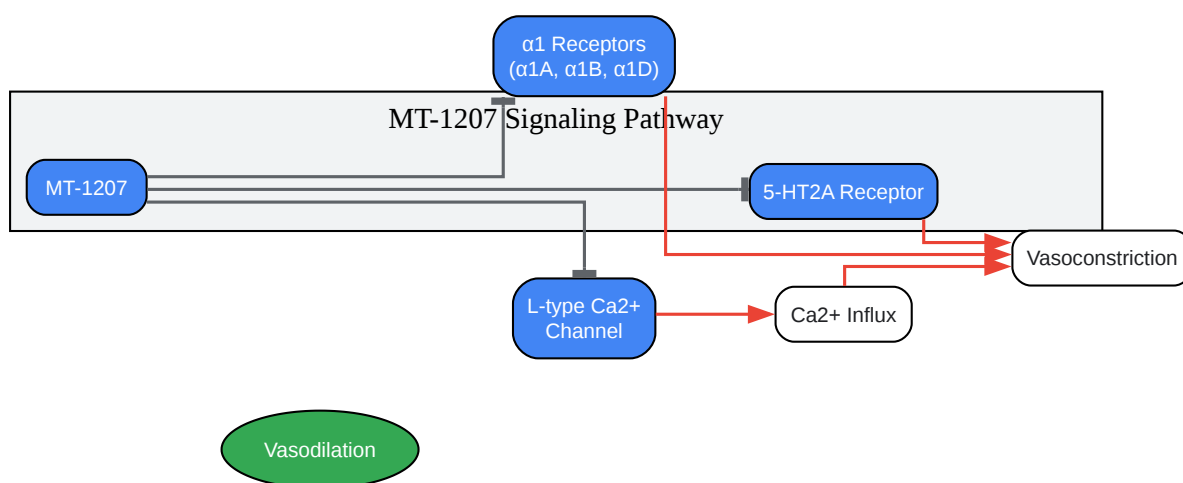 α1 Receptors
(α1A, α1B, α1D)
MT-1207 Signaling Pathway
MT-1207
5-HT2A Receptor
Vasoconstriction
L-type Ca2+
Channel
Ca2+ Influx
Vasodilation